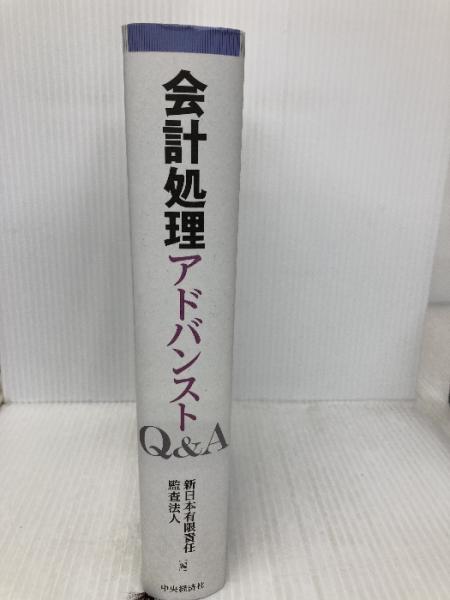 会計処理アドバンスト
Q&A
新日本有限責任
監査法人
[編]
中央経済社